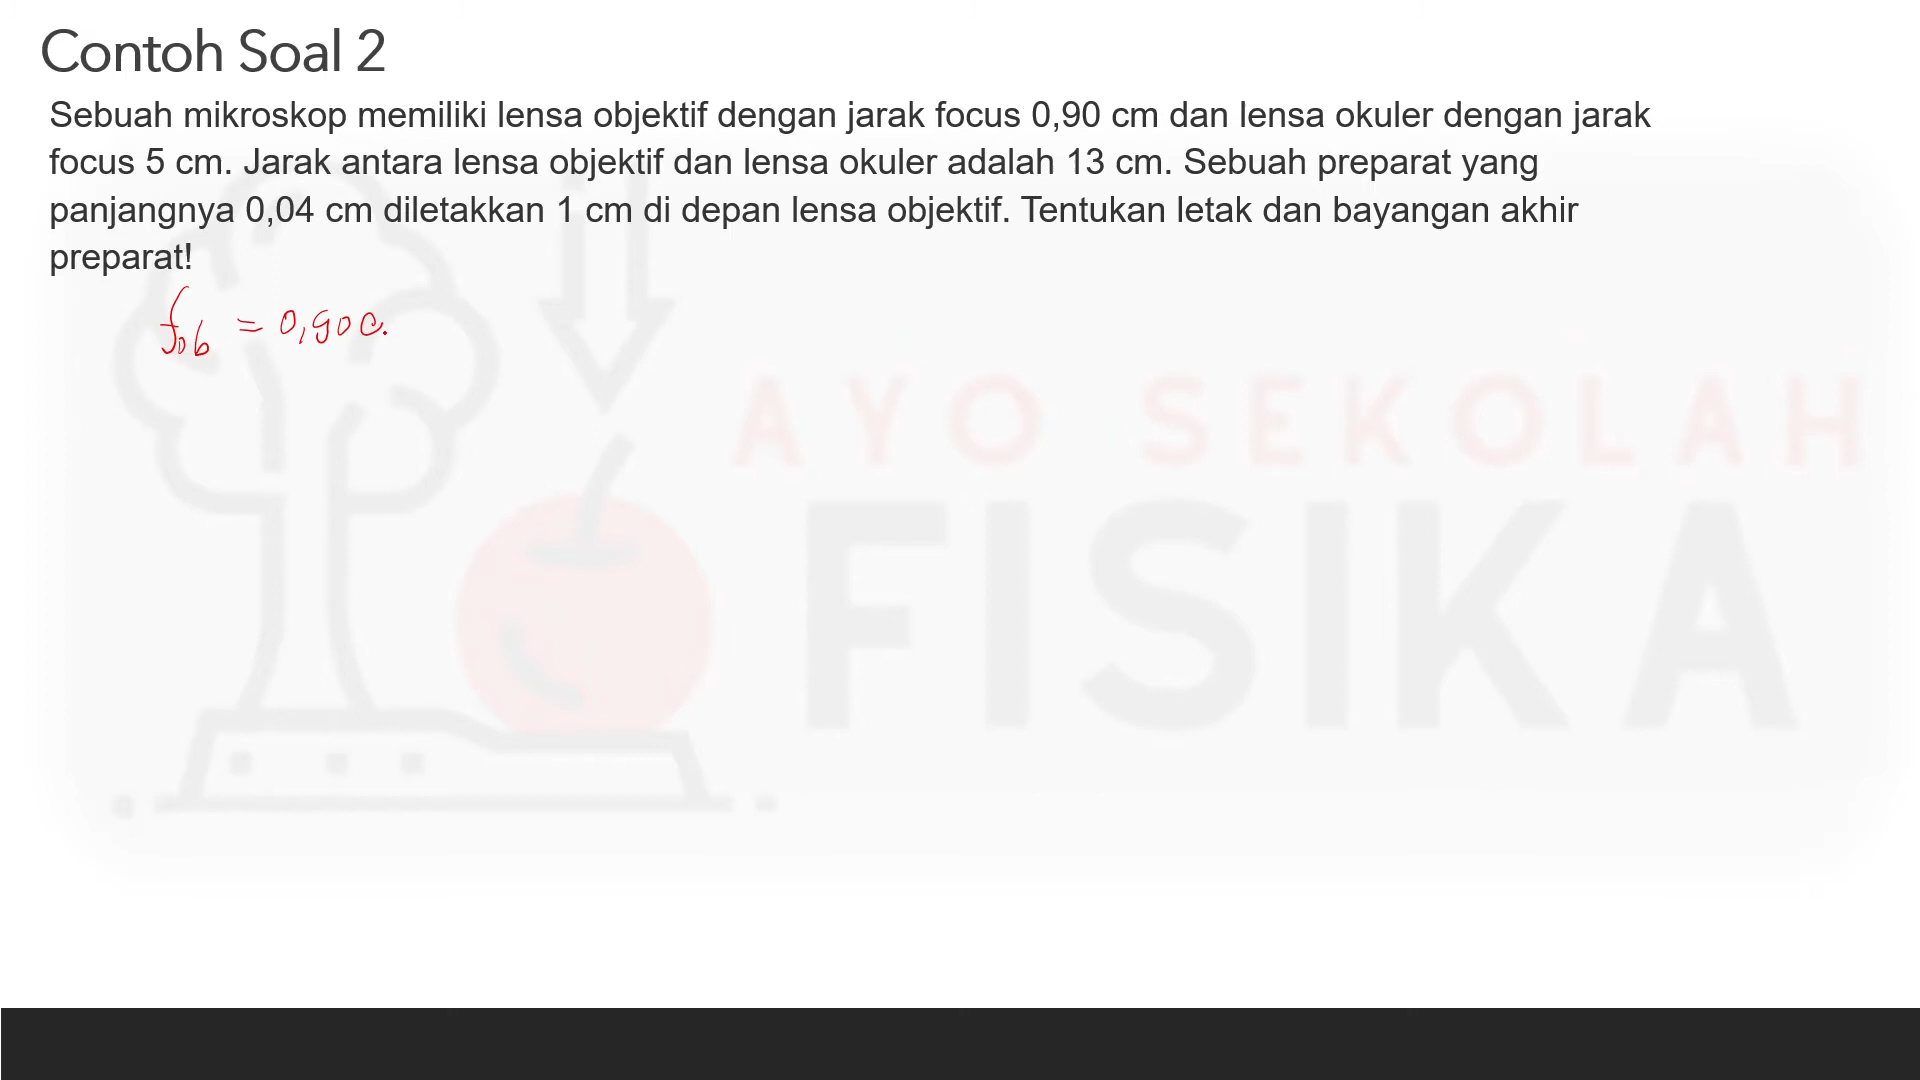 Contoh Soal 2
Sebuah mikroskop memiliki lensa objektif dengan jarak focus 0,90 cm dan lensa okuler dengan jarak
focus 5 cm. Jarak antara lensa objektif dan lensa okuler adalah 13 cm. Sebuah preparat yang
panjangnya 0,04 cm diletakkan 1 cm di depan lensa objektif. Tentukan letak dan bayangan akhir
preparat!
fob = 0,90 c.
AYO SEKOLAH
FISIKA